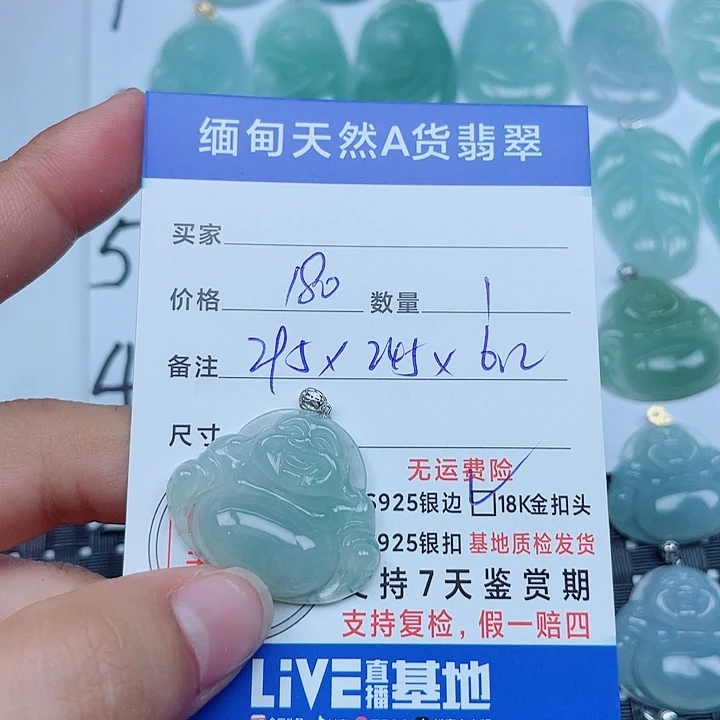 缅甸天然A货翡翠
买家
价格 180 数量 1
备注 245 x 6.2
尺寸
无运费险
S925银边 18K金扣头
925银扣 基地质检发货
支持7天鉴赏期
支持复检，假一赔四
LiVE直播基地
5
4